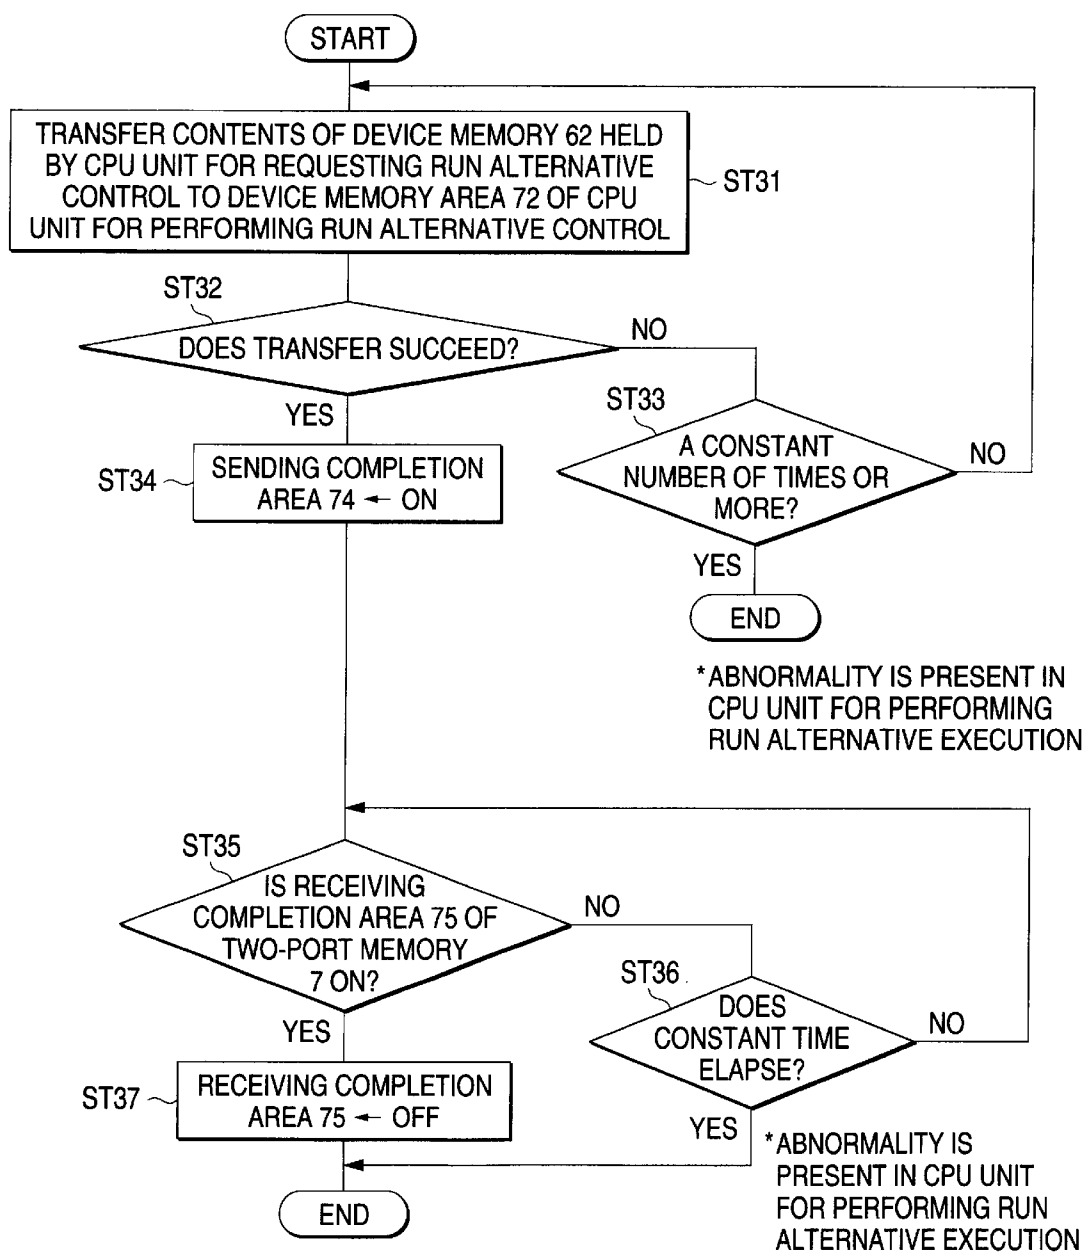 START
TRANSFER CONTENTS OF DEVICE MEMORY 62 HELD
BY CPU UNIT FOR REQUESTING RUN ALTERNATIVE
CONTROL TO DEVICE MEMORY AREA 72 OF CPU
UNIT FOR PERFORMING RUN ALTERNATIVE CONTROL
ST31
ST32
DOES TRANSFER SUCCEED?
NO
YES
ST33
A CONSTANT
NUMBER OF TIMES OR
MORE?
NO
YES
END
*ABNORMALITY IS PRESENT IN
CPU UNIT FOR PERFORMING
RUN ALTERNATIVE EXECUTION
ST34
SENDING COMPLETION
AREA 74 ← ON
ST35
IS RECEIVING
COMPLETION AREA 75 OF
TWO-PORT MEMORY
7 ON?
NO
YES
ST36
DOES
CONSTANT TIME
ELAPSE?
NO
YES
*ABNORMALITY IS
PRESENT IN CPU UNIT
FOR PERFORMING RUN
ALTERNATIVE EXECUTION
ST37
RECEIVING COMPLETION
AREA 75 ← OFF
END